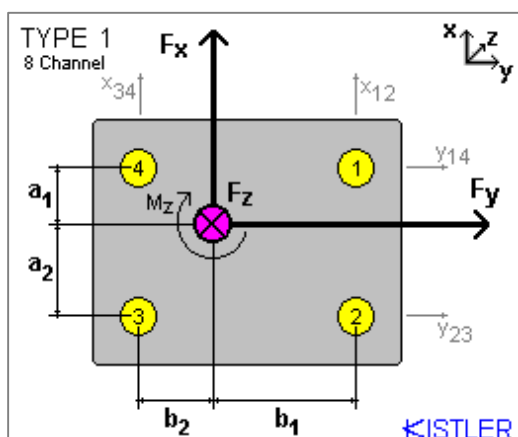 TYPE 1
8 Channel
Fx
x
z
y
x34
x12
4
1
y14
a1
Mz
Fz
Fy
a2
3
2
y23
b2
b1
KISTLER